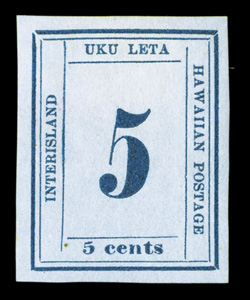 UKU LETA
INTERISLAND
5
HAWAIIAN POSTAGE
5 cents